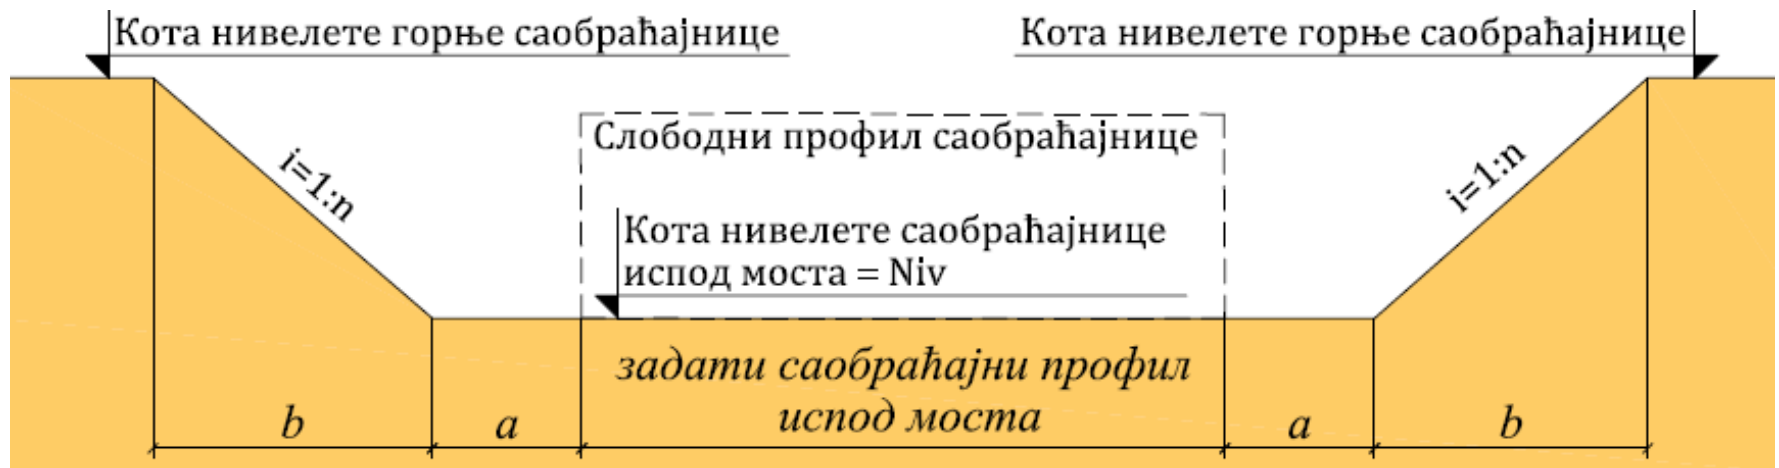 Кота нивелете горње саобраћајнице
Кота нивелете горње саобраћајнице
Слободни профил саобраћајнице
i=1:n
i=1:n
Кота нивелете саобраћајнице
испод моста = Niv
задати саобраћајни профил
испод моста
b
a
a
b